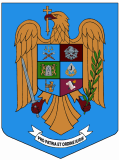 PRO PATRIA ET ORDINE IURIS